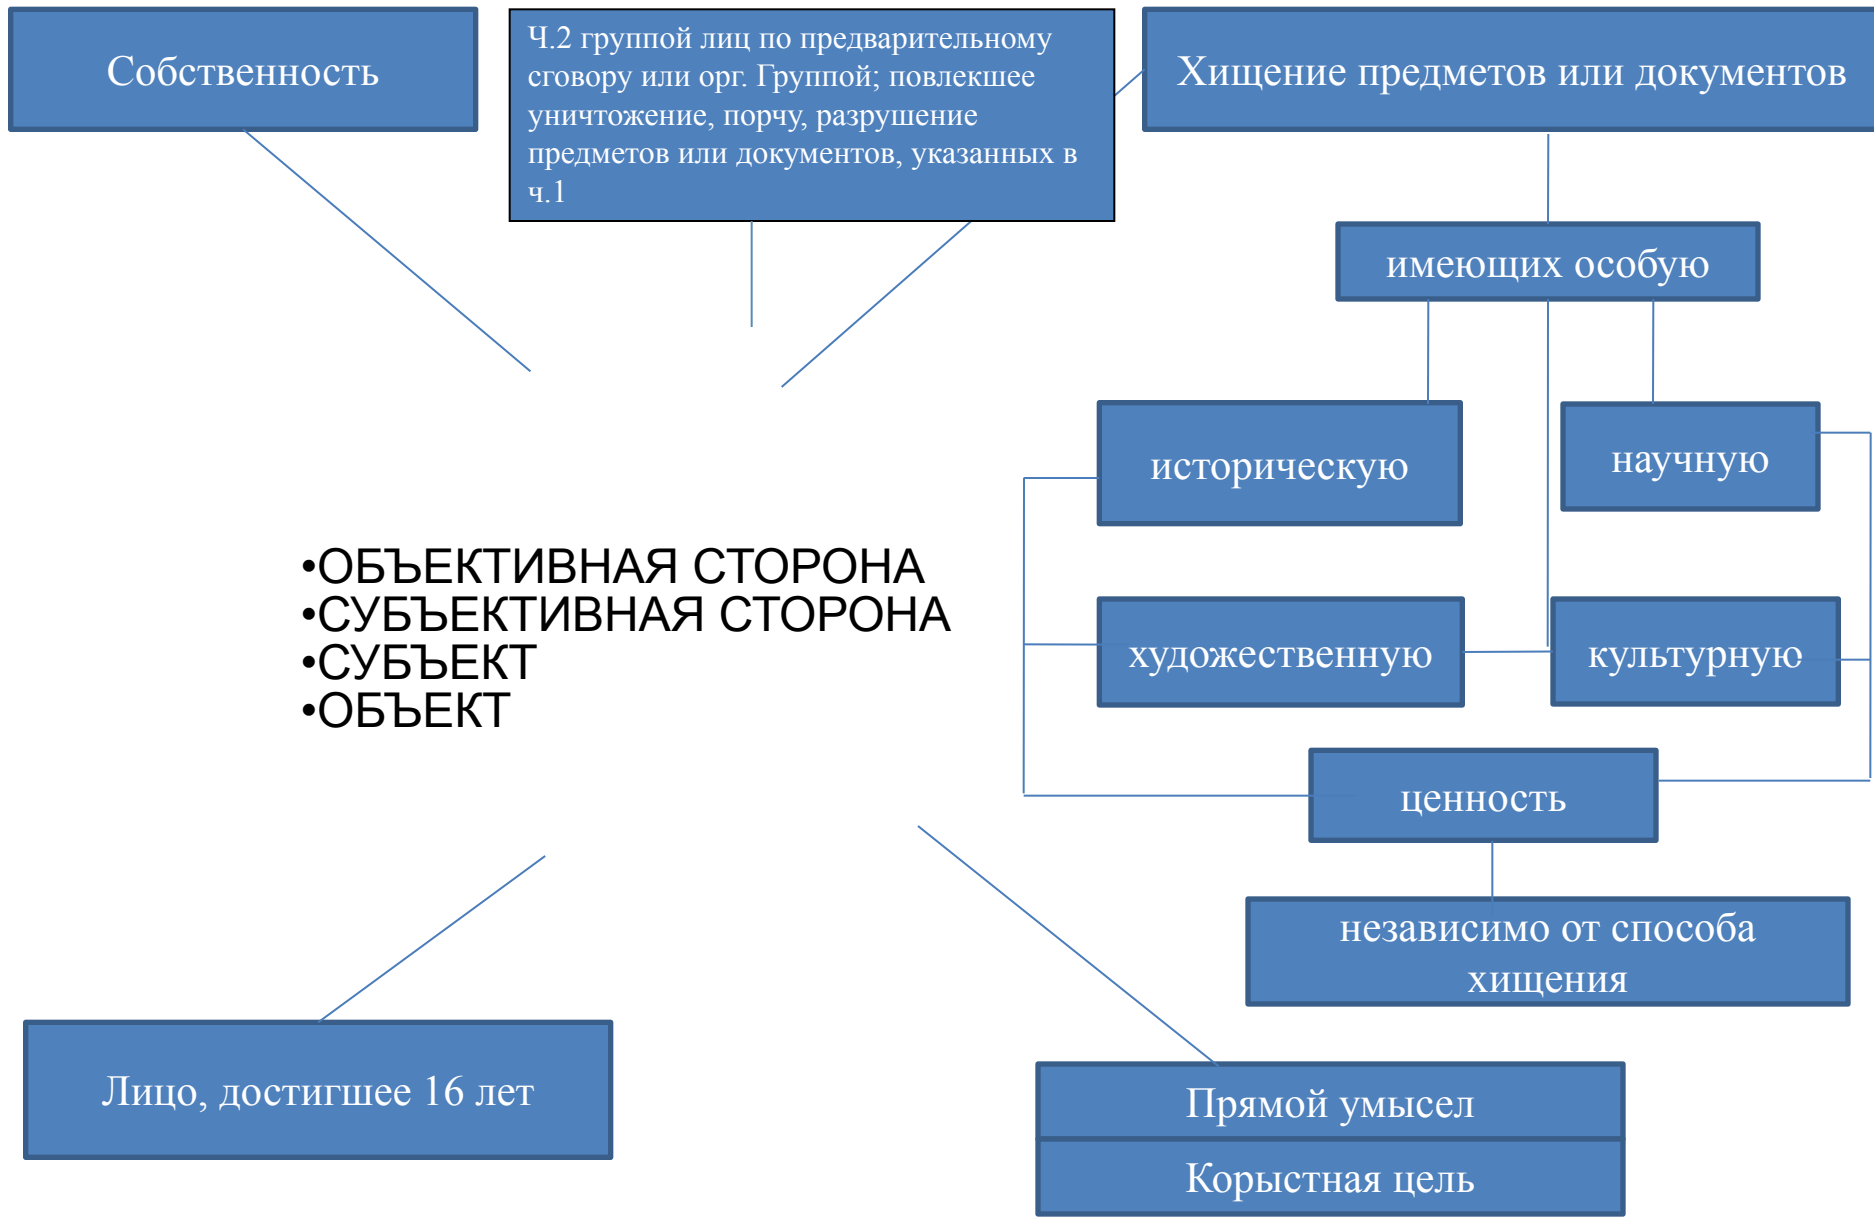 Собственность
Ч.2 группой лиц по предварительному
сговору или орг. Группой; повлекшее
уничтожение, порчу, разрушение
предметов или документов, указанных в
ч.1
Хищение предметов или документов
имеющих особую
историческую
научную
•ОБЪЕКТИВНАЯ СТОРОНА
•СУБЪЕКТИВНАЯ СТОРОНА
•СУБЪЕКТ
•ОБЪЕКТ
художественную
культурную
ценность
независимо от способа
хищения
Лицо, достигшее 16 лет
Прямой умысел
Корыстная цель